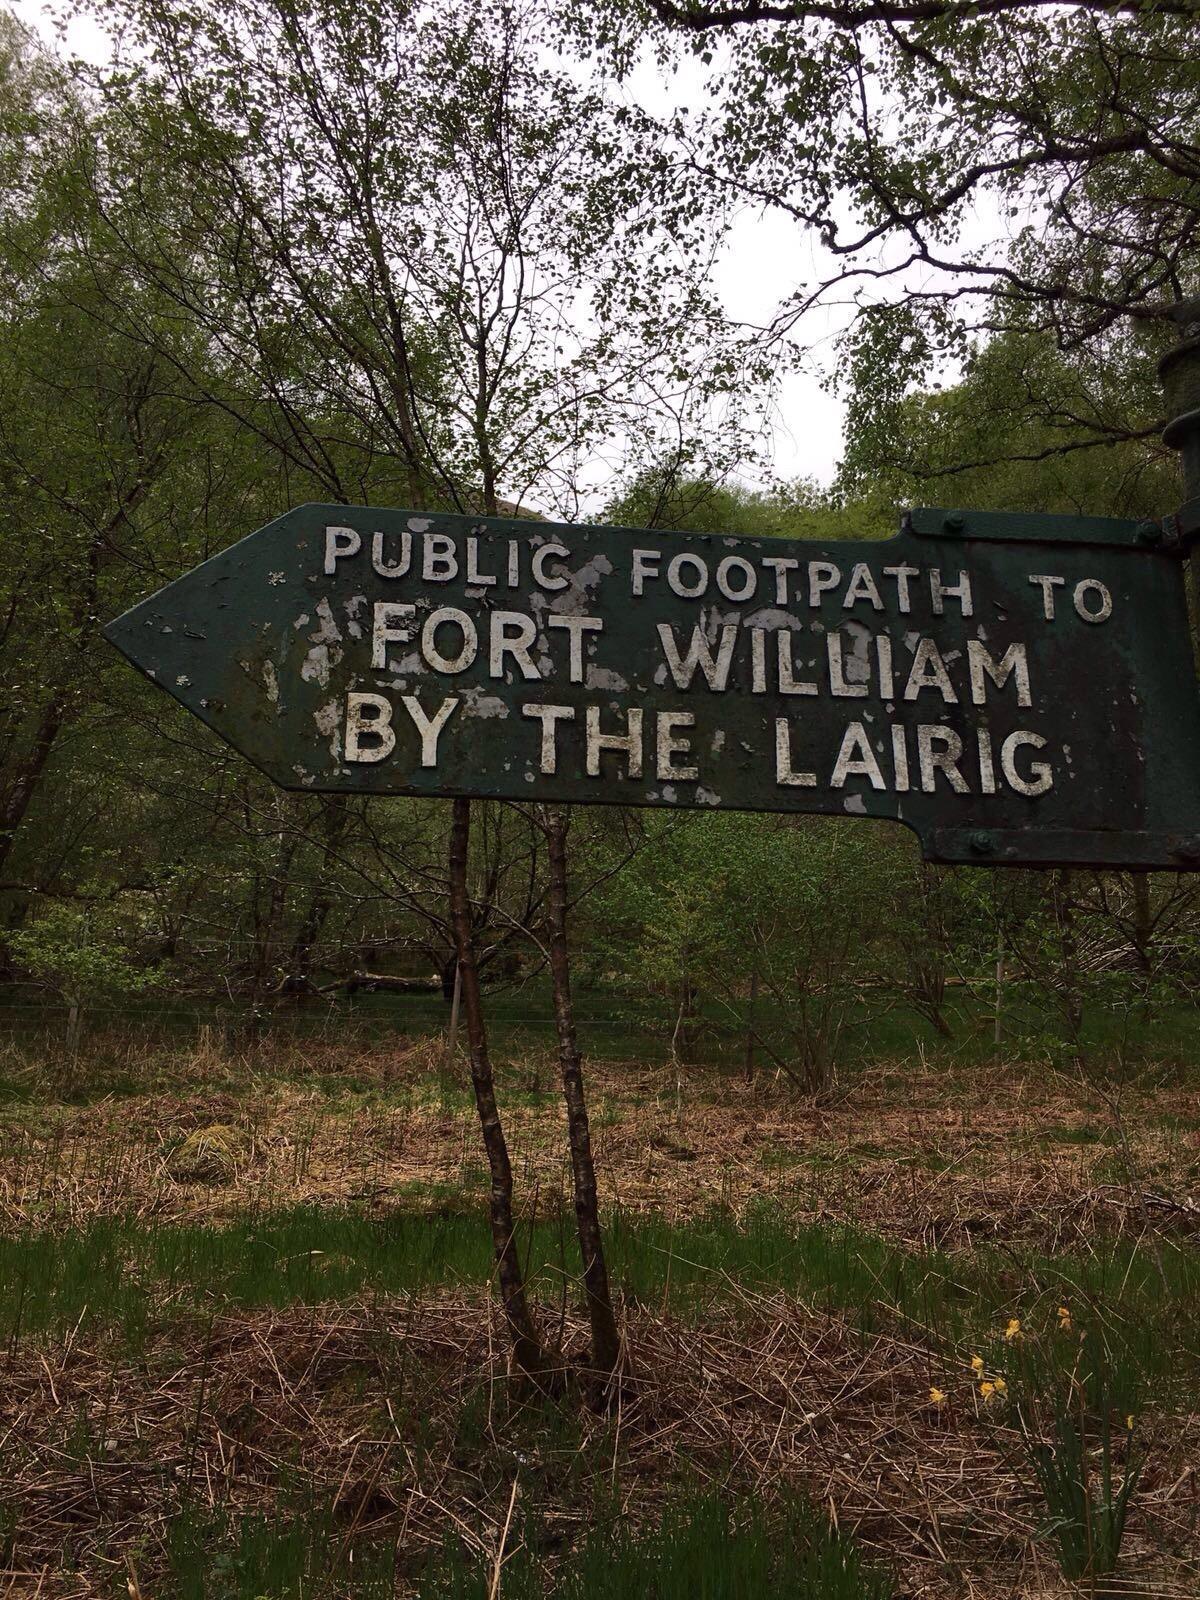 PUBLIC FOOTPATH TO
FORT WILLIAM
BY THE LAIRIG